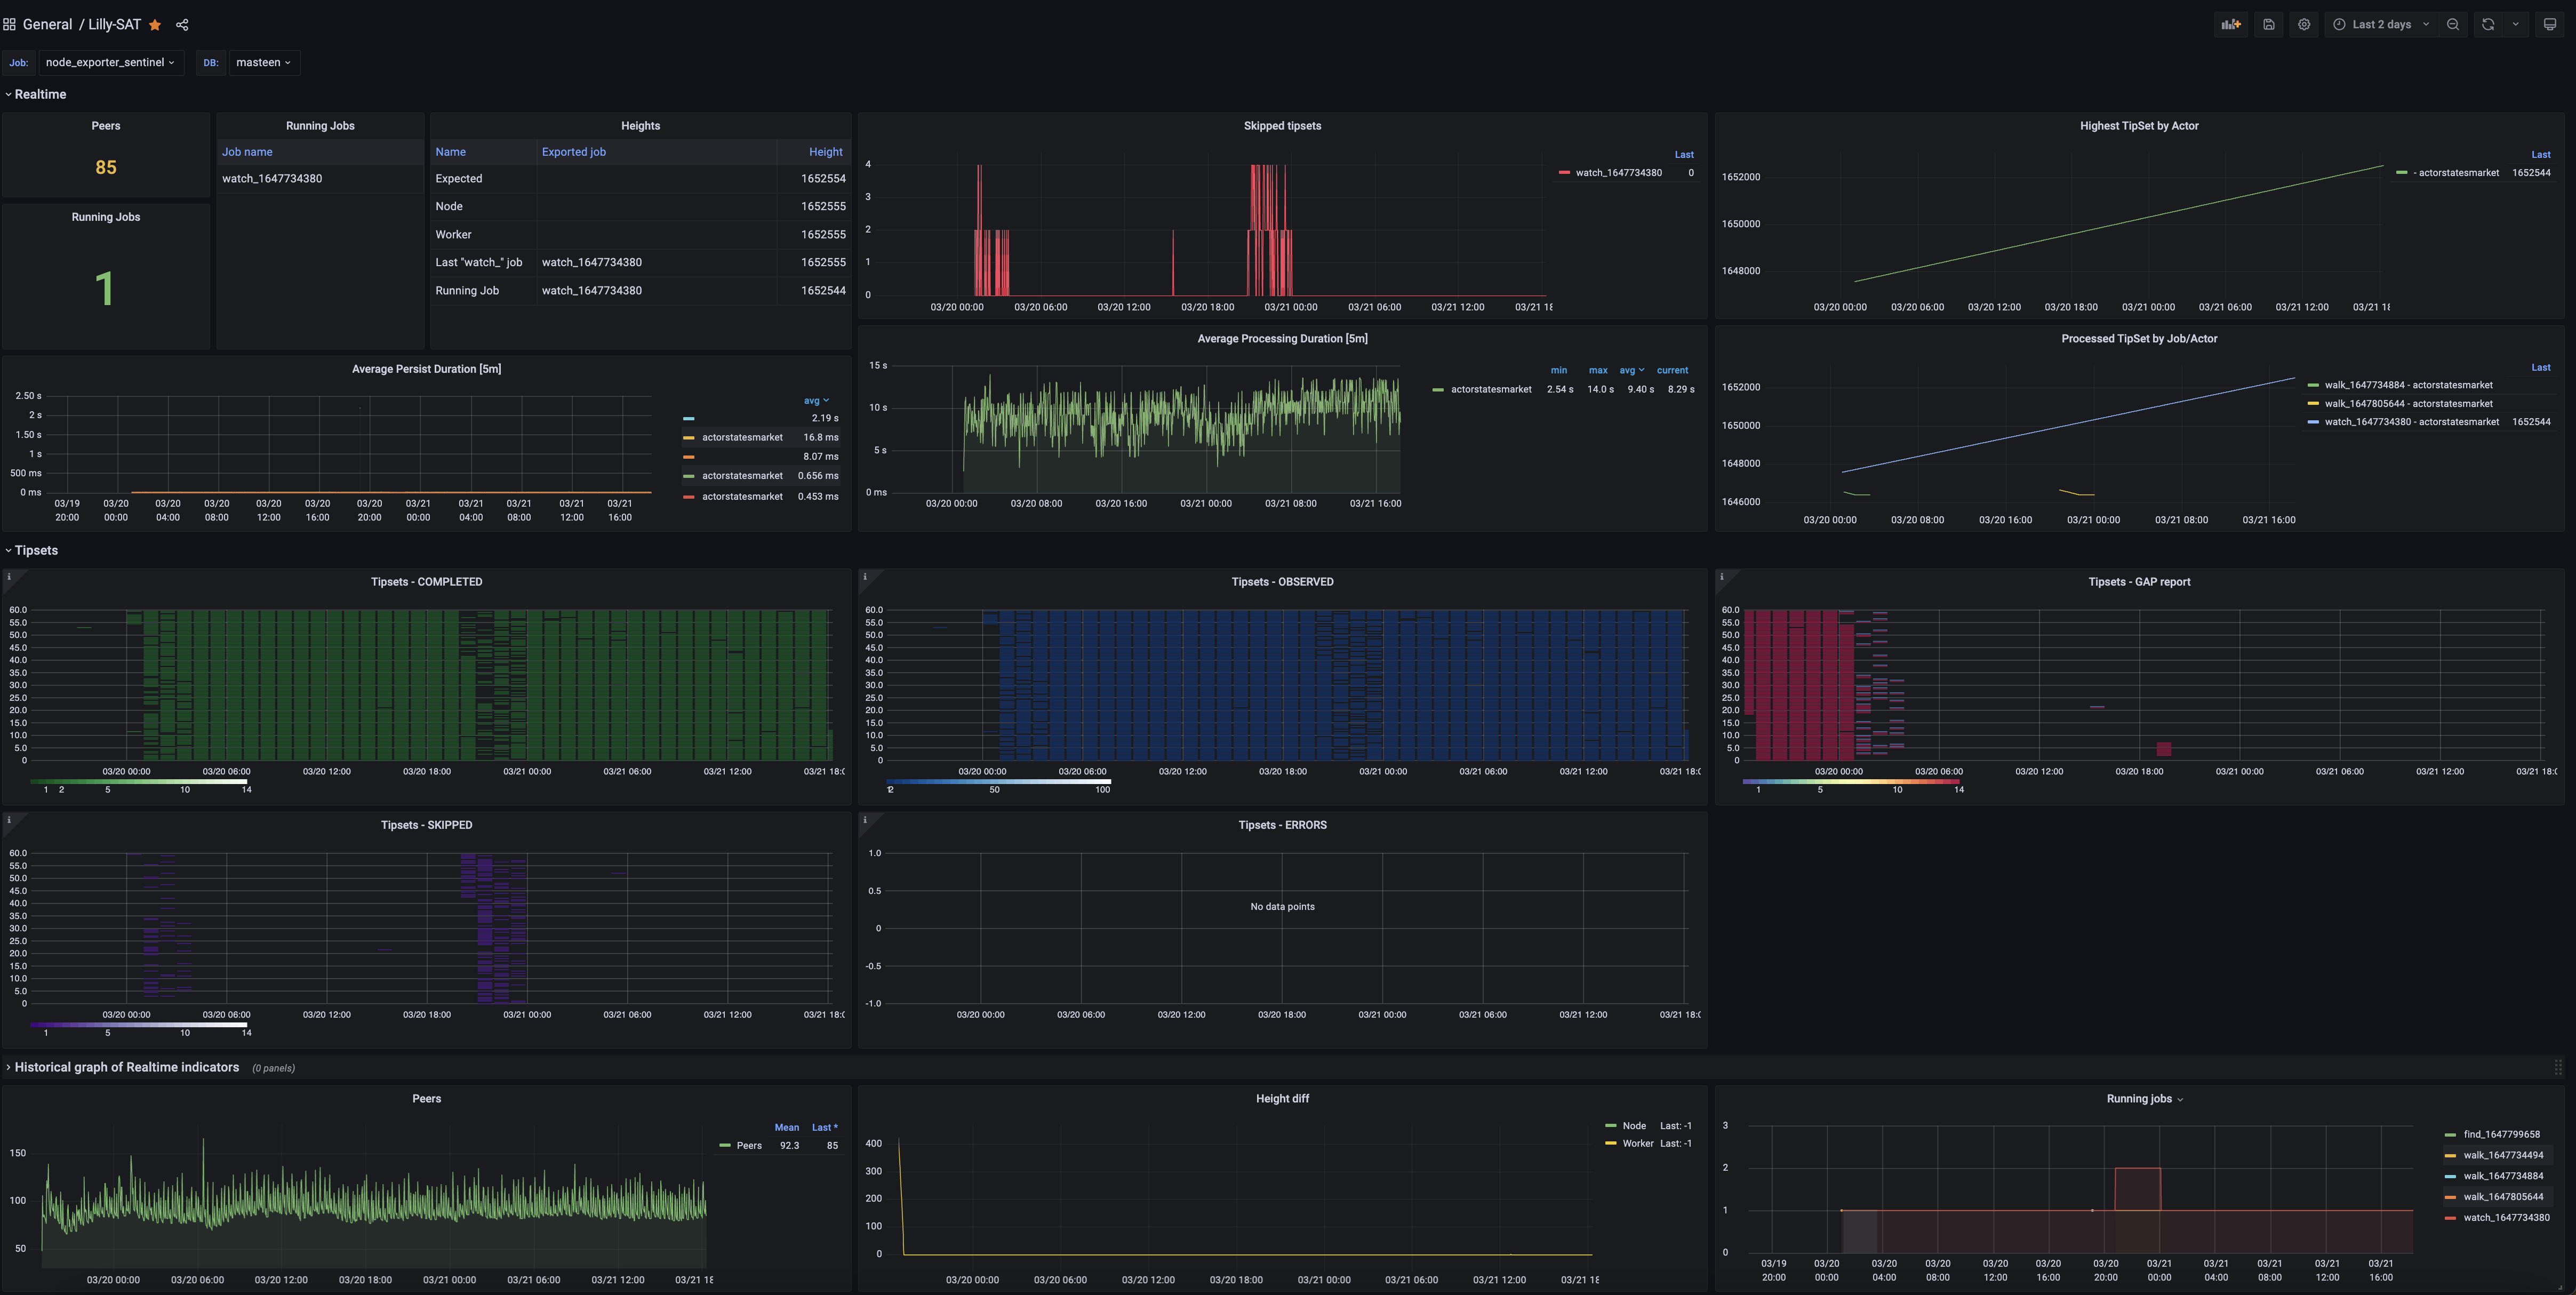 General / Lilly-SAT
Last 2 days
Job: node_exporter_sentinel DB: masteen
Realtime
Peers
85
Running Jobs
1
Running Jobs
Job name
watch_1647734380
Heights
Name Exported job Height
Expected 1652554
Node 1652555
Worker 1652555
Last "watch_" job watch_1647734380 1652555
Running Job watch_1647734380 1652544
Skipped tipsets
4
3
2
1
0
03/20 00:00 03/20 06:00 03/20 12:00 03/20 18:00 03/21 00:00 03/21 06:00 03/21 12:00 03/21 18
Last
watch_1647734380 0
Highest TipSet by Actor
1652000
1650000
1648000
03/20 00:00 03/20 06:00 03/20 12:00 03/20 18:00 03/21 00:00 03/21 06:00 03/21 12:00 03/21 18
Last
- actorstatesmarket 1652544
Average Persist Duration [5m]
2.50 s
2 s
1.50 s
1 s
500 ms
0 ms
03/19 03/20 03/20 03/20 03/20 03/20 03/20 03/21 03/21 03/21 03/21 03/21
20:00 00:00 04:00 08:00 12:00 16:00 20:00 00:00 04:00 08:00 12:00 16:00
avg
2.19 s
actorstatesmarket 16.8 ms
8.07 ms
actorstatesmarket 0.656 ms
actorstatesmarket 0.453 ms
Average Processing Duration [5m]
15 s
10 s
5 s
0 ms
03/20 00:00 03/20 08:00 03/20 16:00 03/21 00:00 03/21 08:00 03/21 16:00
min max avg current
actorstatesmarket 2.54 s 14.0 s 9.40 s 8.29 s
Processed TipSet by Job/Actor
1652000
1650000
1648000
1646000
03/20 00:00 03/20 08:00 03/20 16:00 03/21 00:00 03/21 08:00 03/21 16:00
Last
walk_1647734884 - actorstatesmarket
walk_1647805644 - actorstatesmarket
watch_1647734380 - actorstatesmarket 1652544
Tipsets
Tipsets - COMPLETED
60.0
55.0
50.0
45.0
40.0
35.0
30.0
25.0
20.0
15.0
10.0
5.0
0
03/20 00:00 03/20 06:00 03/20 12:00 03/20 18:00 03/21 00:00 03/21 06:00 03/21 12:00 03/21 18:0
1 2 5 10 14
Tipsets - OBSERVED
60.0
55.0
50.0
45.0
40.0
35.0
30.0
25.0
20.0
15.0
10.0
5.0
0
03/20 00:00 03/20 06:00 03/20 12:00 03/20 18:00 03/21 00:00 03/21 06:00 03/21 12:00 03/21 18:0
12 50 100
Tipsets - GAP report
60.0
55.0
50.0
45.0
40.0
35.0
30.0
25.0
20.0
15.0
10.0
5.0
0
03/20 00:00 03/20 06:00 03/20 12:00 03/20 18:00 03/21 00:00 03/21 06:00 03/21 12:00 03/21 18:0
1 5 10 14
Tipsets - SKIPPED
60.0
55.0
50.0
45.0
40.0
35.0
30.0
25.0
20.0
15.0
10.0
5.0
0
03/20 00:00 03/20 06:00 03/20 12:00 03/20 18:00 03/21 00:00 03/21 06:00 03/21 12:00 03/21 18:0
1 5 10 14
Tipsets - ERRORS
1.0
0.5
No data points
0
-0.5
-1.0
03/20 00:00 03/20 06:00 03/20 12:00 03/20 18:00 03/21 00:00 03/21 06:00 03/21 12:00 03/21 18:0
Historical graph of Realtime indicators (0 panels)
Peers
150
100
50
03/20 00:00 03/20 06:00 03/20 12:00 03/20 18:00 03/21 00:00 03/21 06:00 03/21 12:00 03/21 18
Mean Last *
Peers 92.3 85
Height diff
400
300
200
100
0
03/20 00:00 03/20 06:00 03/20 12:00 03/20 18:00 03/21 00:00 03/21 06:00 03/21 12:00 03/21 18
Node Last: -1
Worker Last: -1
Running jobs
3
2
1
0
03/19 03/20 03/20 03/20 03/20 03/20 03/20 03/21 03/21 03/21 03/21 03/21
20:00 00:00 04:00 08:00 12:00 16:00 20:00 00:00 04:00 08:00 12:00 16:00
find_1647799658
walk_1647734494
walk_1647734884
walk_1647805644
watch_1647734380